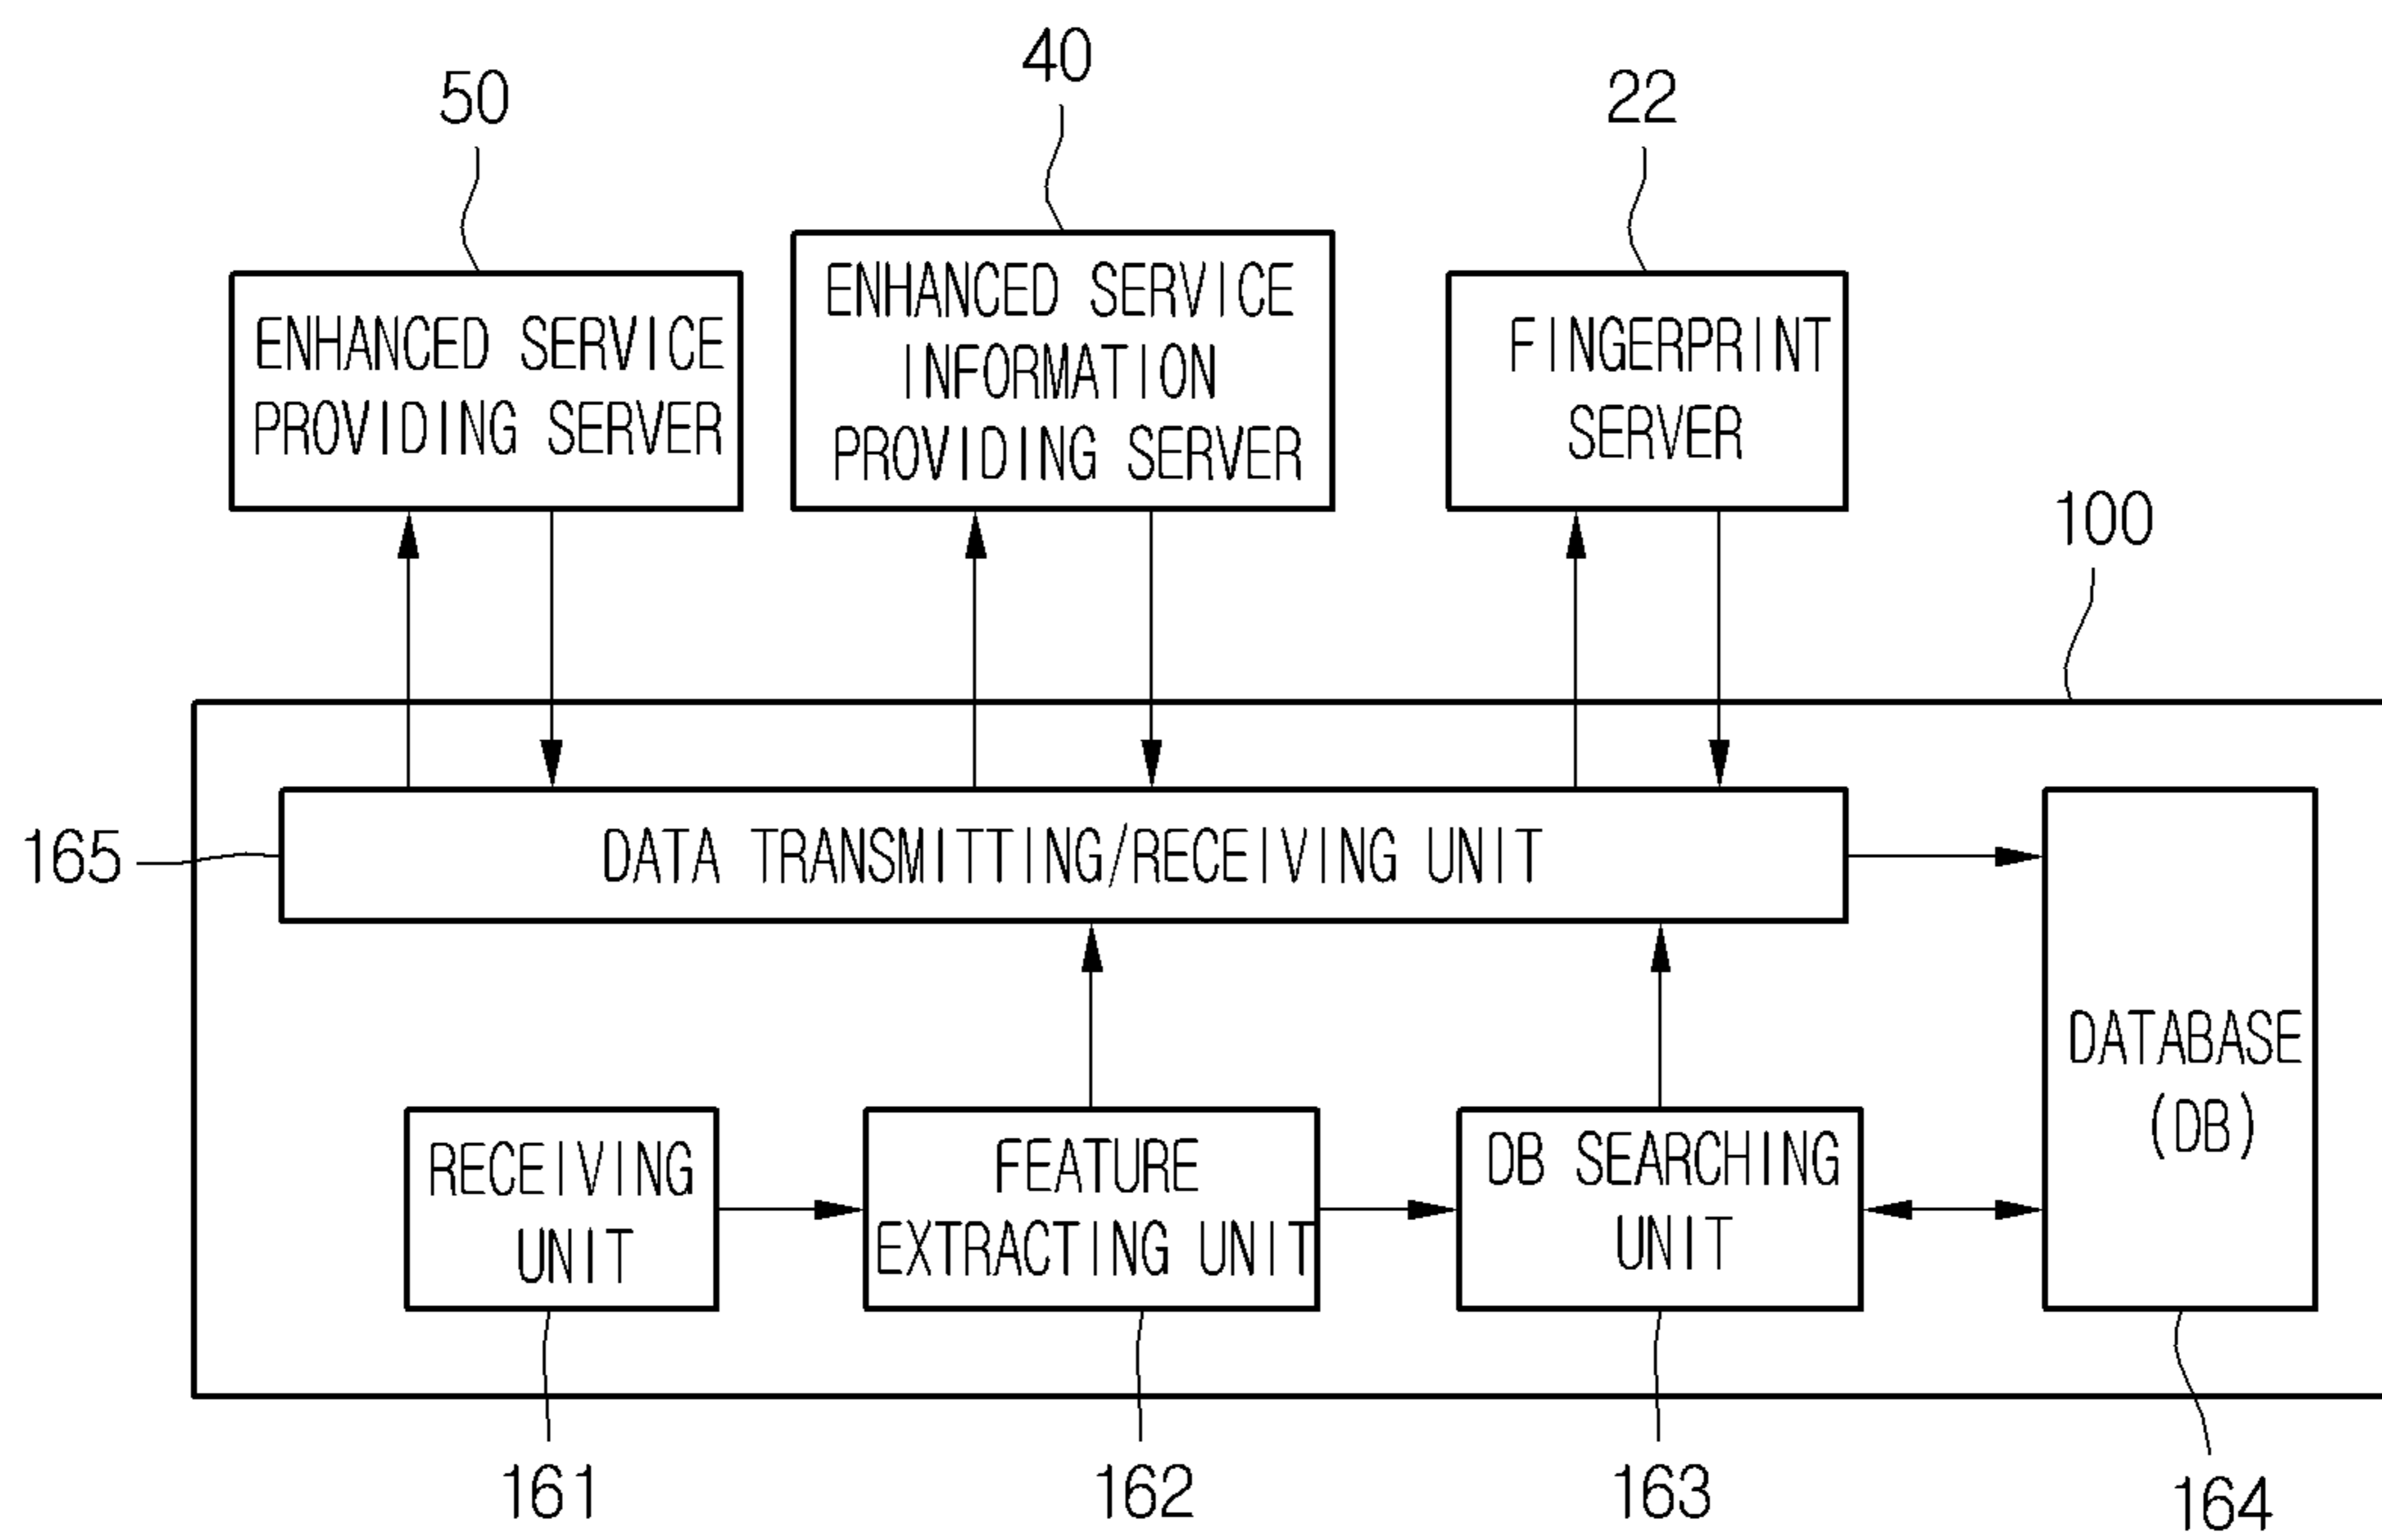 50
40
22
ENHANCED SERVICE
PROVIDING SERVER
ENHANCED SERVICE
INFORMATION
PROVIDING SERVER
FINGERPRINT
SERVER
100
165
DATA TRANSMITTING/RECEIVING UNIT
DATABASE
(DB)
RECEIVING
UNIT
FEATURE
EXTRACTING UNIT
DB SEARCHING
UNIT
161
162
163
164